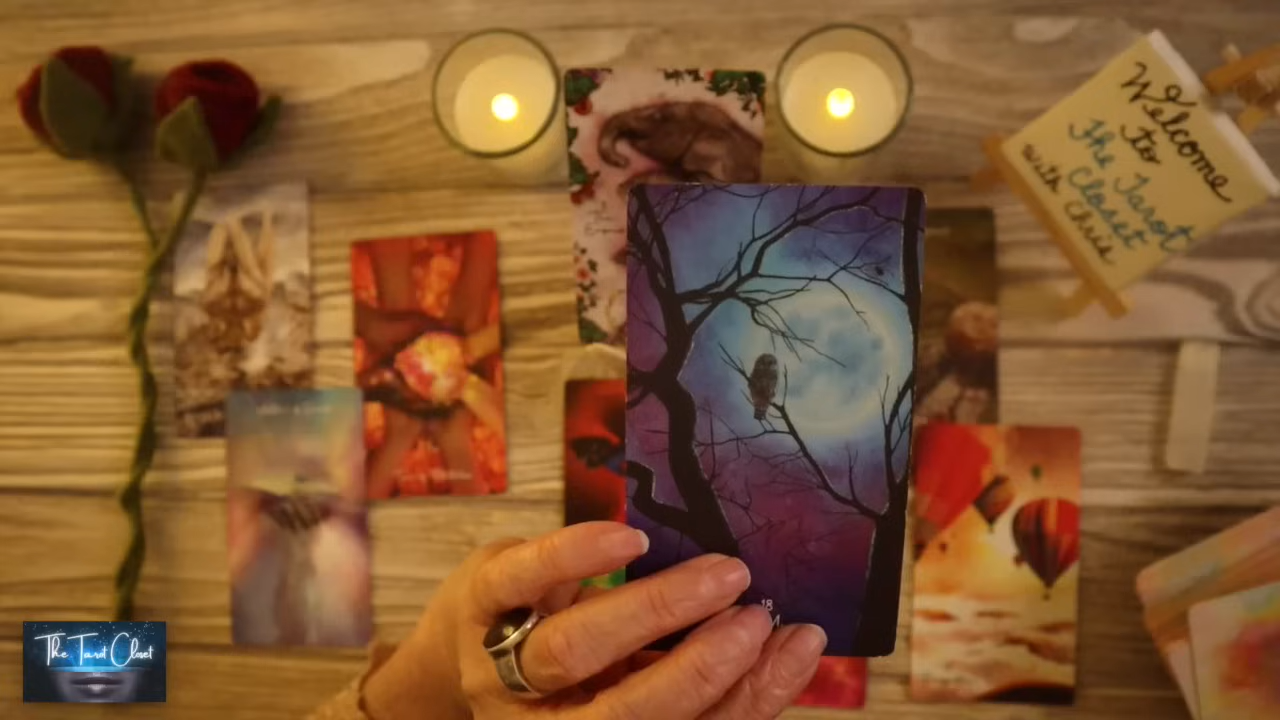 Welcome
to
The Tarot
Closet
with Chris
18
The Tarot Closet